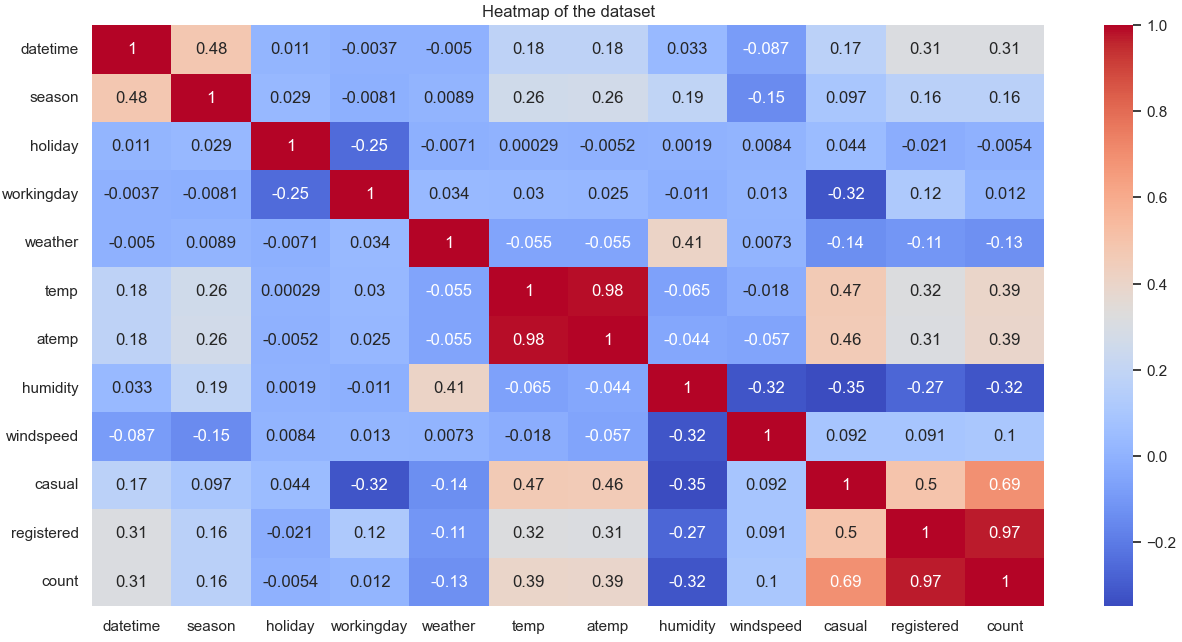 Heatmap of the dataset
datetime 1 0.48 0.011 -0.0037 -0.005 0.18 0.18 0.033 -0.087 0.17 0.31 0.31
season 0.48 1 0.029 -0.0081 0.0089 0.26 0.26 0.19 -0.15 0.097 0.16 0.16
holiday 0.011 0.029 1 -0.25 -0.0071 0.00029 -0.0052 0.0019 0.0084 0.044 -0.021 -0.0054
workingday -0.0037 -0.0081 -0.25 1 0.034 0.03 0.025 -0.011 0.013 -0.32 0.12 0.012
weather -0.005 0.0089 -0.0071 0.034 1 -0.055 -0.055 0.41 0.0073 -0.14 -0.11 -0.13
temp 0.18 0.26 0.00029 0.03 -0.055 1 0.98 -0.065 -0.018 0.47 0.32 0.39
atemp 0.18 0.26 -0.0052 0.025 -0.055 0.98 1 -0.044 -0.057 0.46 0.31 0.39
humidity 0.033 0.19 0.0019 -0.011 0.41 -0.065 -0.044 1 -0.32 -0.35 -0.27 -0.32
windspeed -0.087 -0.15 0.0084 0.013 0.0073 -0.018 -0.057 -0.32 1 0.092 0.091 0.1
casual 0.17 0.097 0.044 -0.32 -0.14 0.47 0.46 -0.35 0.092 1 0.5 0.69
registered 0.31 0.16 -0.021 0.12 -0.11 0.32 0.31 -0.27 0.091 0.5 1 0.97
count 0.31 0.16 -0.0054 0.012 -0.13 0.39 0.39 -0.32 0.1 0.69 0.97 1
datetime season holiday workingday weather temp atemp humidity windspeed casual registered count
1.0
0.8
0.6
0.4
0.2
0.0
−0.2